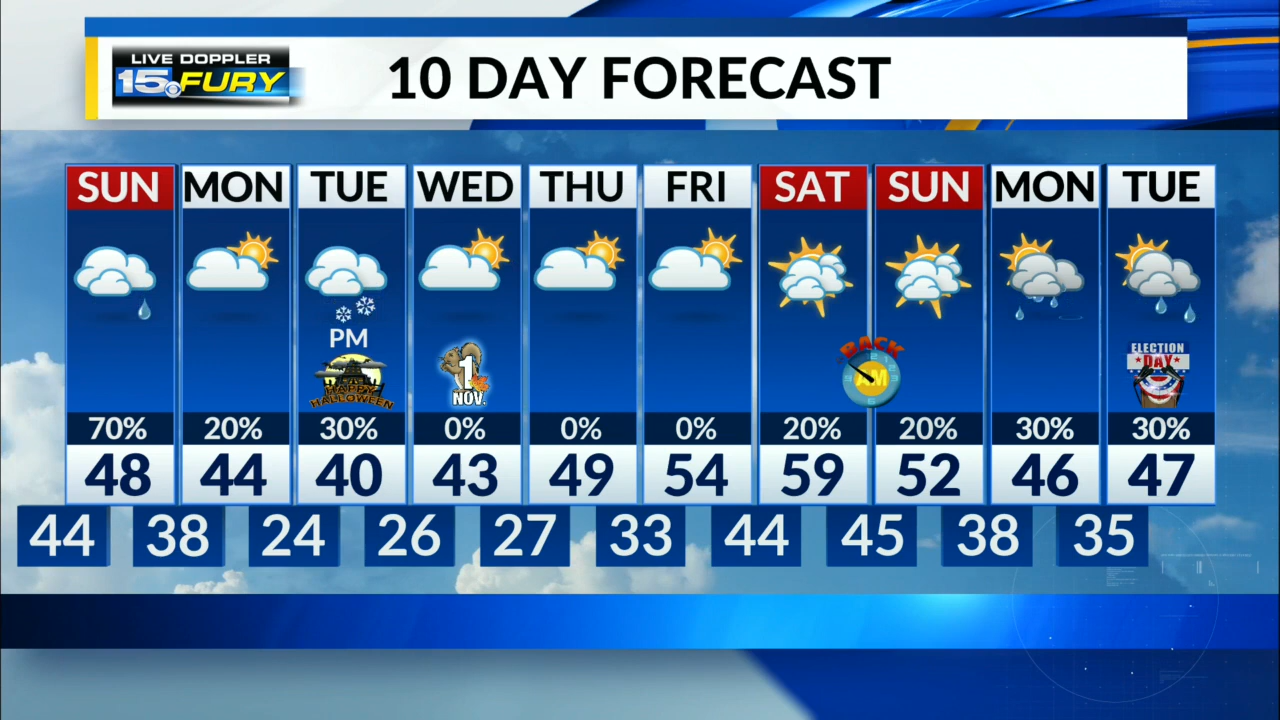 LIVE DOPPLER
15 FURY
10 DAY FORECAST
SUN MON TUE WED THU FRI SAT SUN MON TUE
PM
HAPPY
HALLOWEEN
1
NOV.
BACK
AM
ELECTION
DAY
70% 20% 30% 0% 0% 0% 20% 20% 30% 30%
48 44 40 43 49 54 59 52 46 47
44 38 24 26 27 33 44 45 38 35